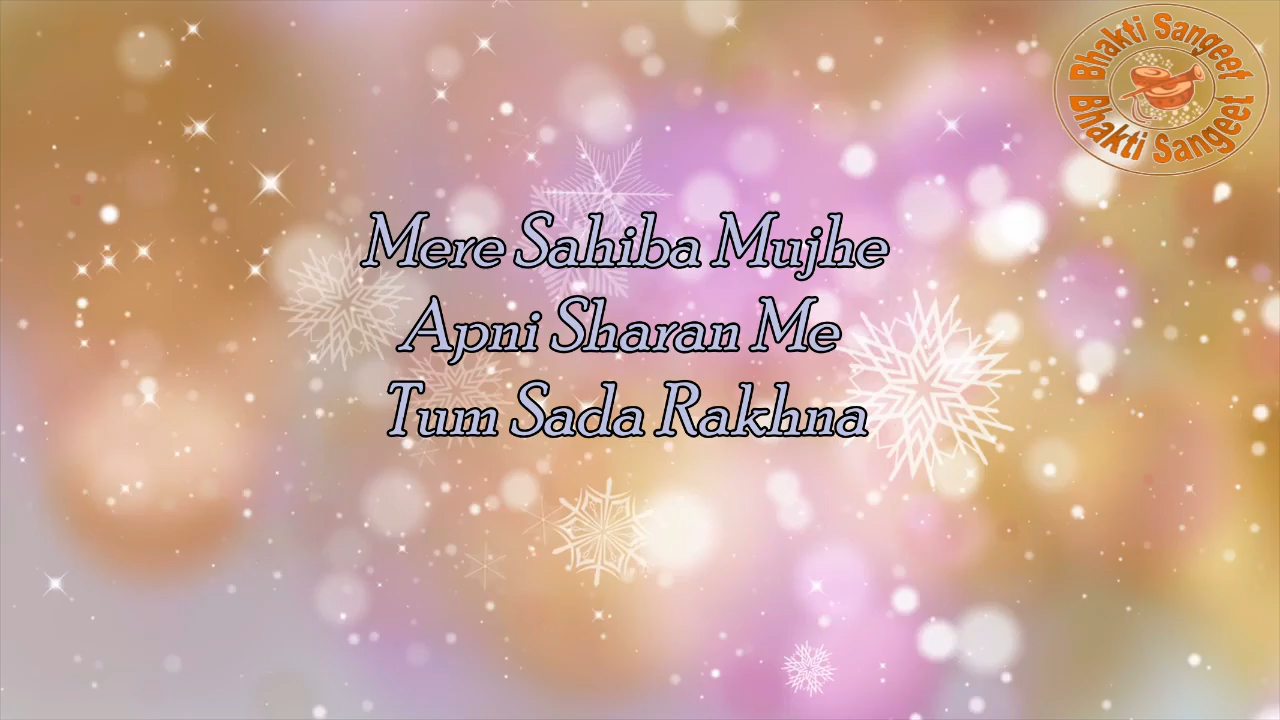 Bhakti Sangeet
Bhakti Sangeet
Mere Sahiba Mujhe
Apni Sharan Me
Tum Sada Rakhna